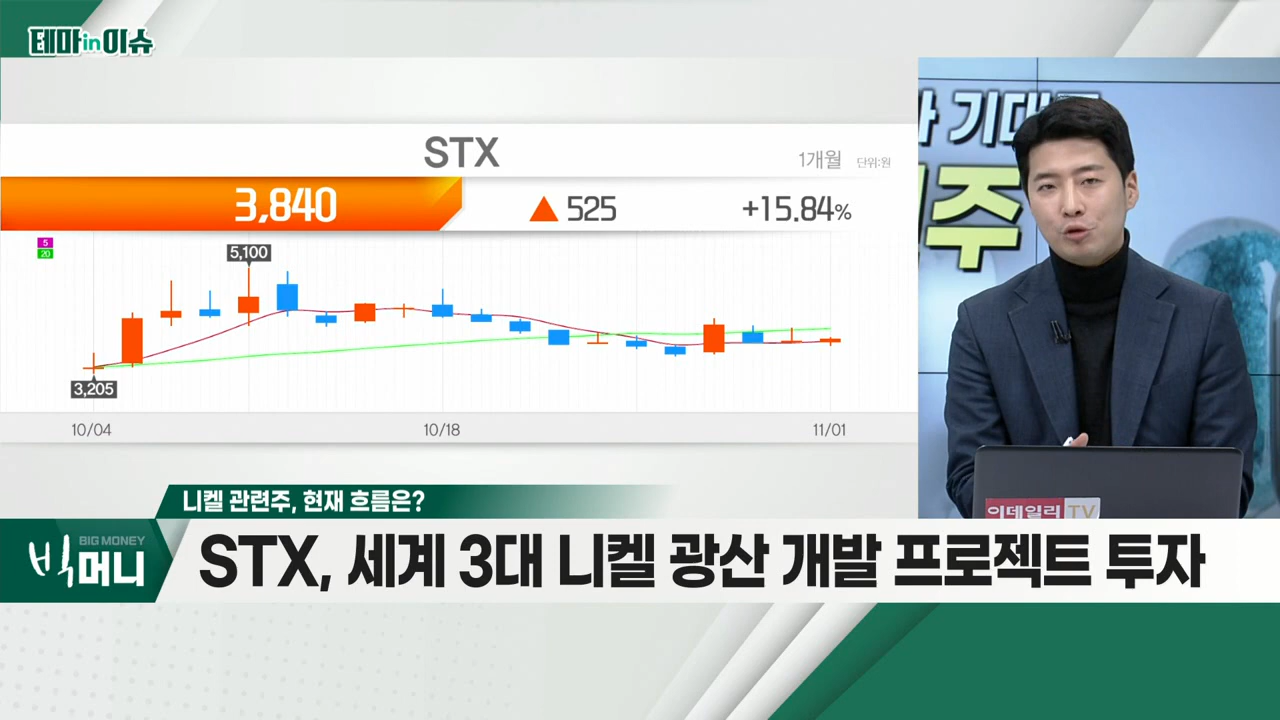 테마in이슈
STX
1개월 단위:원
3,840 ▲ 525 +15.84%
5
20
5,100
3,205
10/04 10/18 11/01
기대
주
이데일리TV
니켈 관련주, 현재 흐름은?
BIG MONEY
빅머니
STX, 세계 3대 니켈 광산 개발 프로젝트 투자